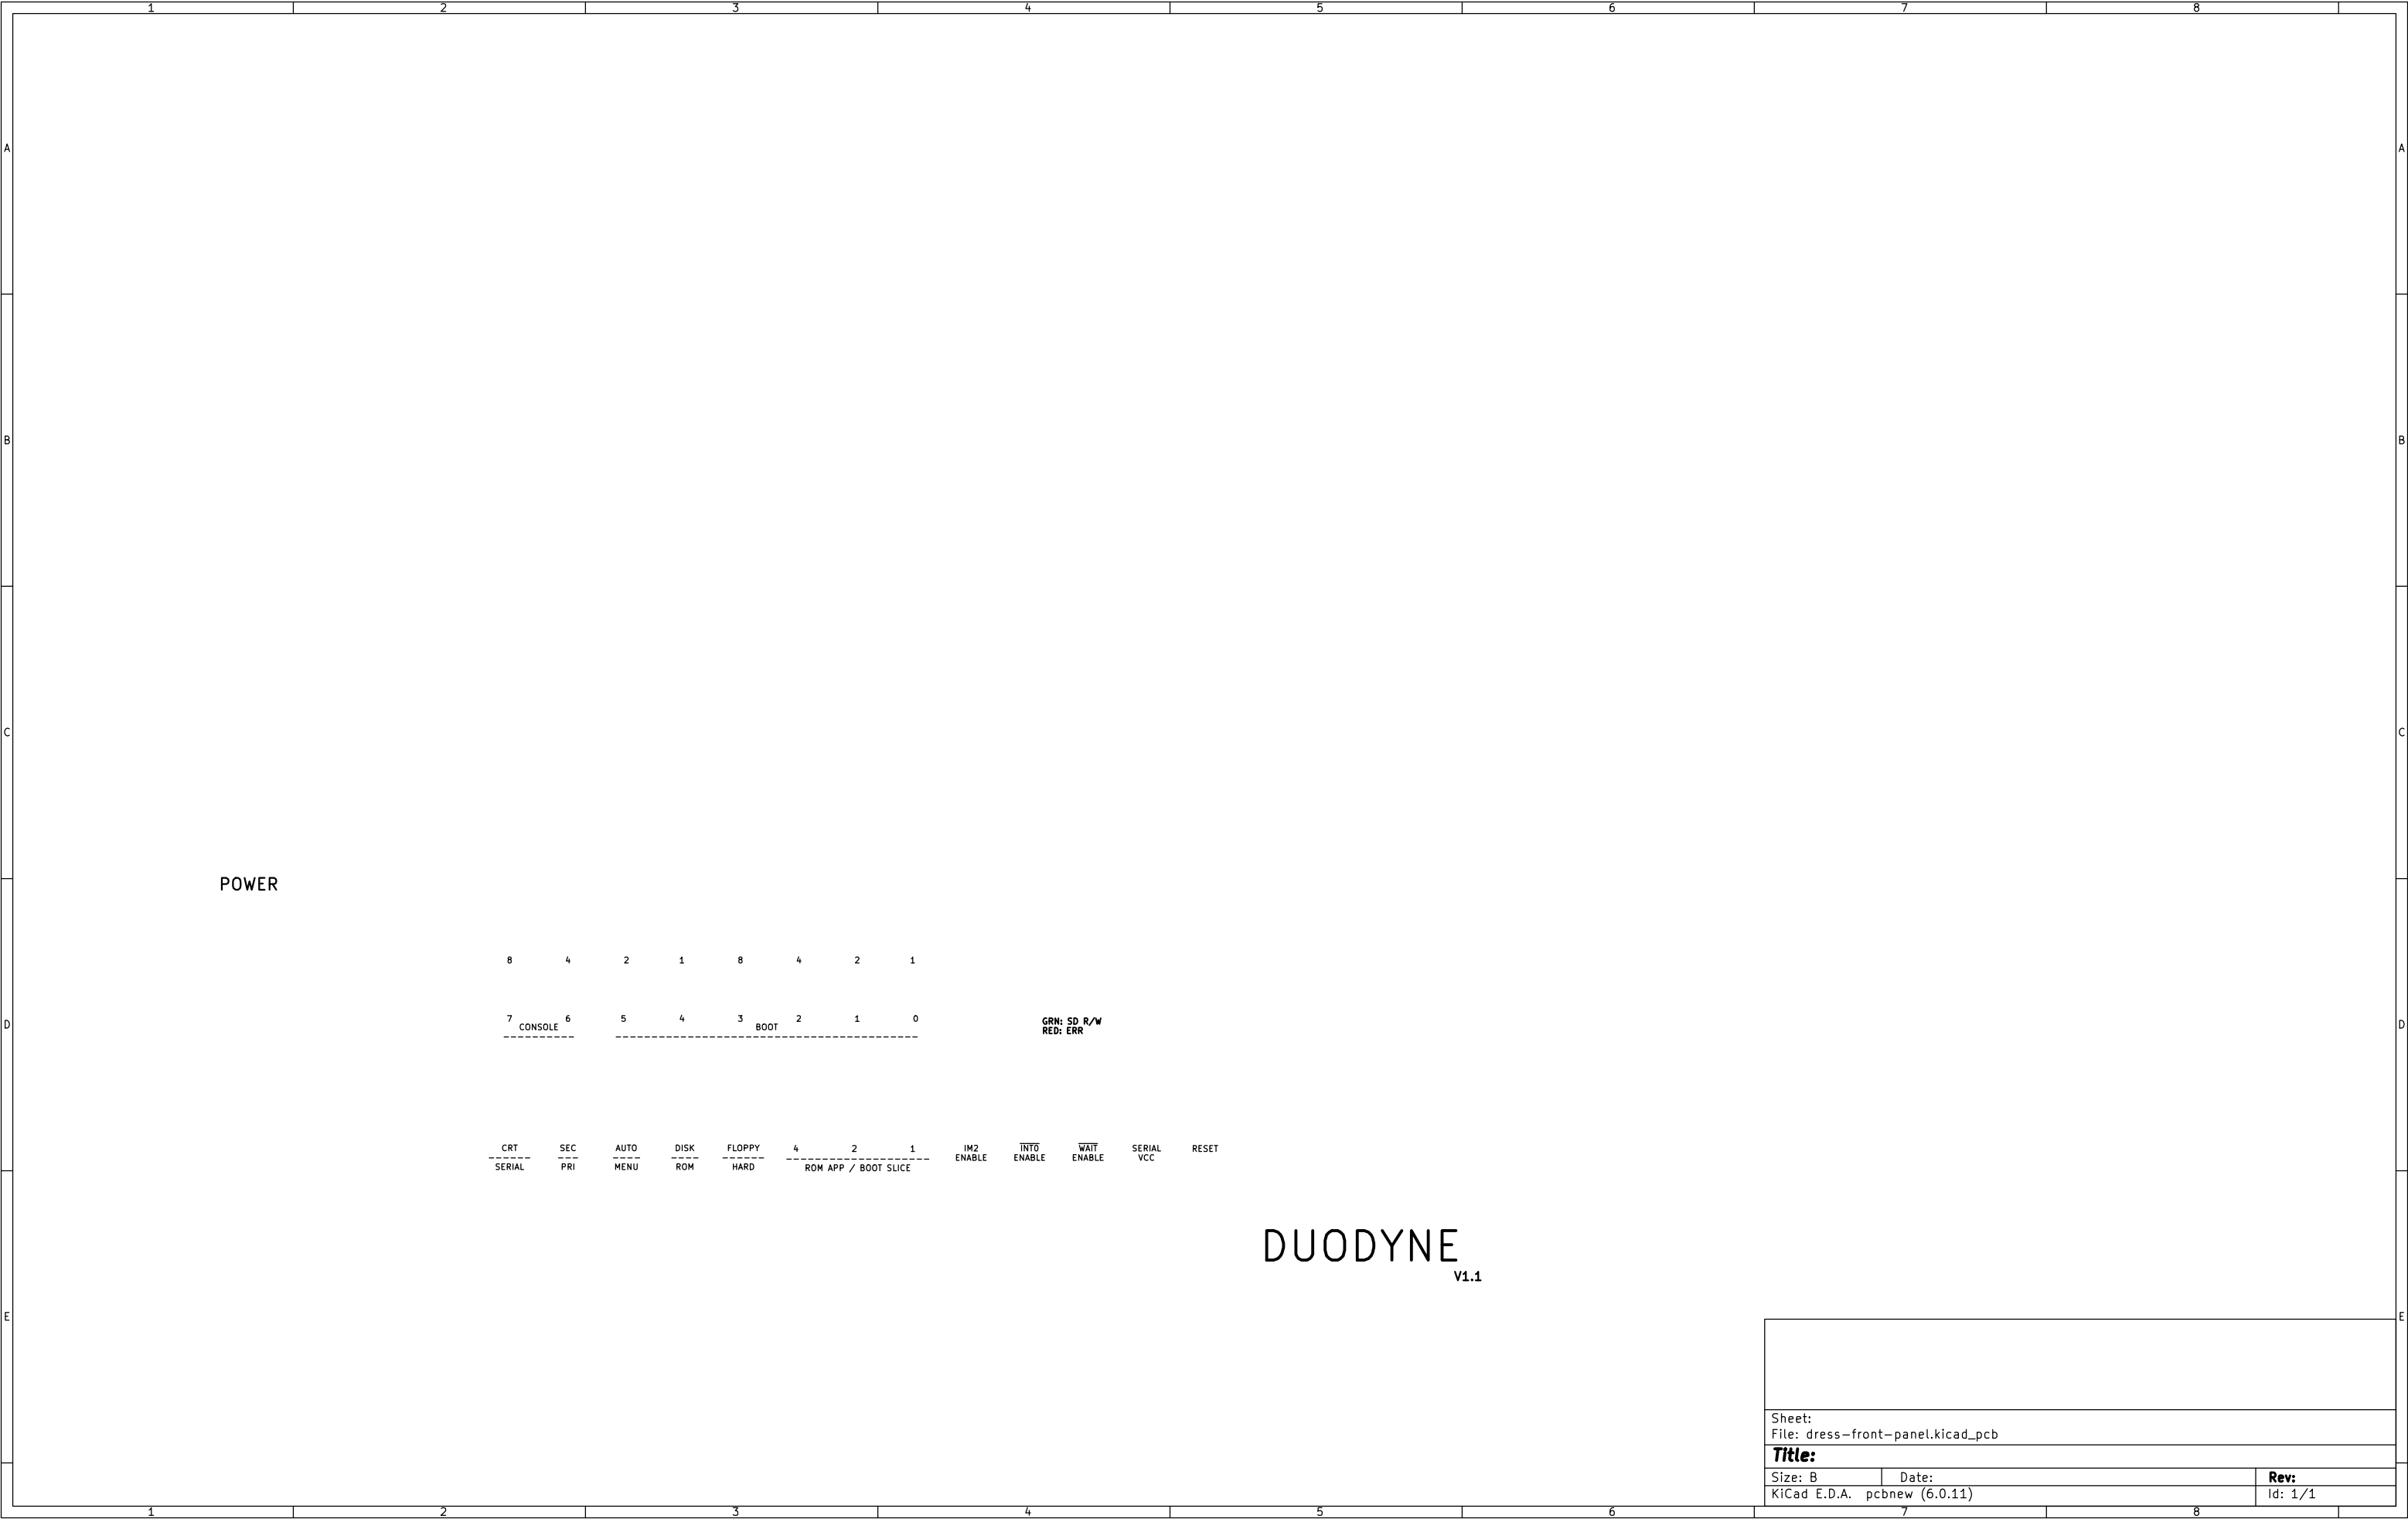 1 2 3 4 5 6 7 8
A A
B B
C C
POWER
8 4 2 1 8 4 2 1
7 6 5 4 3 2 1 0
CONSOLE BOOT
---------- ------------------------------------------
D D
GRN: SD R/W
RED: ERR
CRT SEC AUTO DISK FLOPPY 4 2 1 IM2 INT0 WAIT SERIAL RESET
ENABLE ENABLE ENABLE VCC
------ --- ---- ---- ------ --------------------
SERIAL PRI MENU ROM HARD ROM APP / BOOT SLICE
DUODYNE
V1.1
E E
Sheet:
File: dress-front-panel.kicad_pcb
Title:
Size: B Date: Rev:
KiCad E.D.A. pcbnew (6.0.11) Id: 1/1
1 2 3 4 5 6 7 8